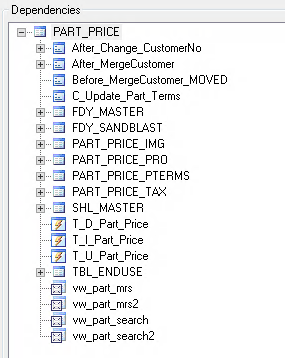 Dependencies
PART_PRICE
After_Change_CustomerNo
After_MergeCustomer
Before_MergeCustomer_MOVED
C_Update_Part_Terms
FDY_MASTER
FDY_SANDBLAST
PART_PRICE_IMG
PART_PRICE_PRO
PART_PRICE_PTERMS
PART_PRICE_TAX
SHL_MASTER
T_D_Part_Price
T_I_Part_Price
T_U_Part_Price
TBL_ENDUSE
vw_part_mrs
vw_part_mrs2
vw_part_search
vw_part_search2